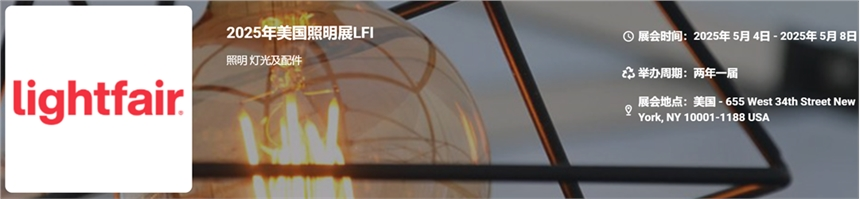 lightfair
2025年美国照明展LFI
照明 灯光及配件
展会时间：2025年 5月 4日 - 2025年 5月 8日
举办周期：两年一届
展会地点：美国 - 655 West 34th Street New
York, NY 10001-1188 USA